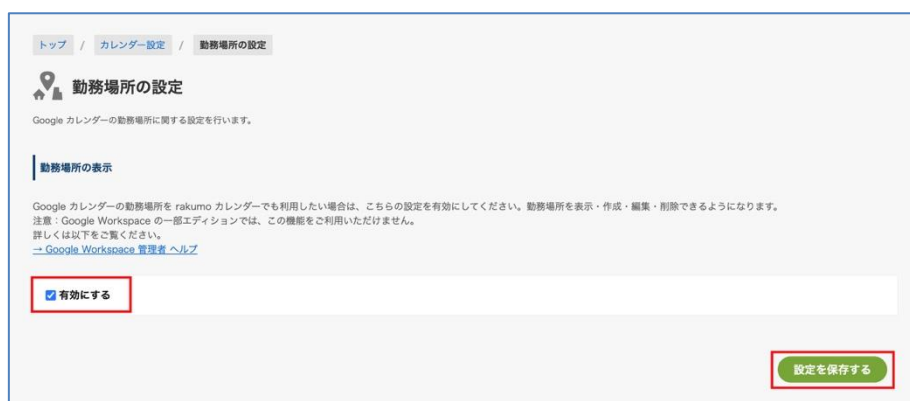 トップ / カレンダー設定 / 勤務場所の設定
勤務場所の設定
Google カレンダーの勤務場所に関する設定を行います。
勤務場所の表示
Google カレンダーの勤務場所を rakumo カレンダーでも利用したい場合は、こちらの設定を有効にしてください。勤務場所を表示・作成・編集・削除できるようになります。
注意：Google Workspace の一部エディションでは、この機能をご利用いただけません。
詳しくは以下をご覧ください。
→ Google Workspace 管理者 ヘルプ
有効にする
設定を保存する